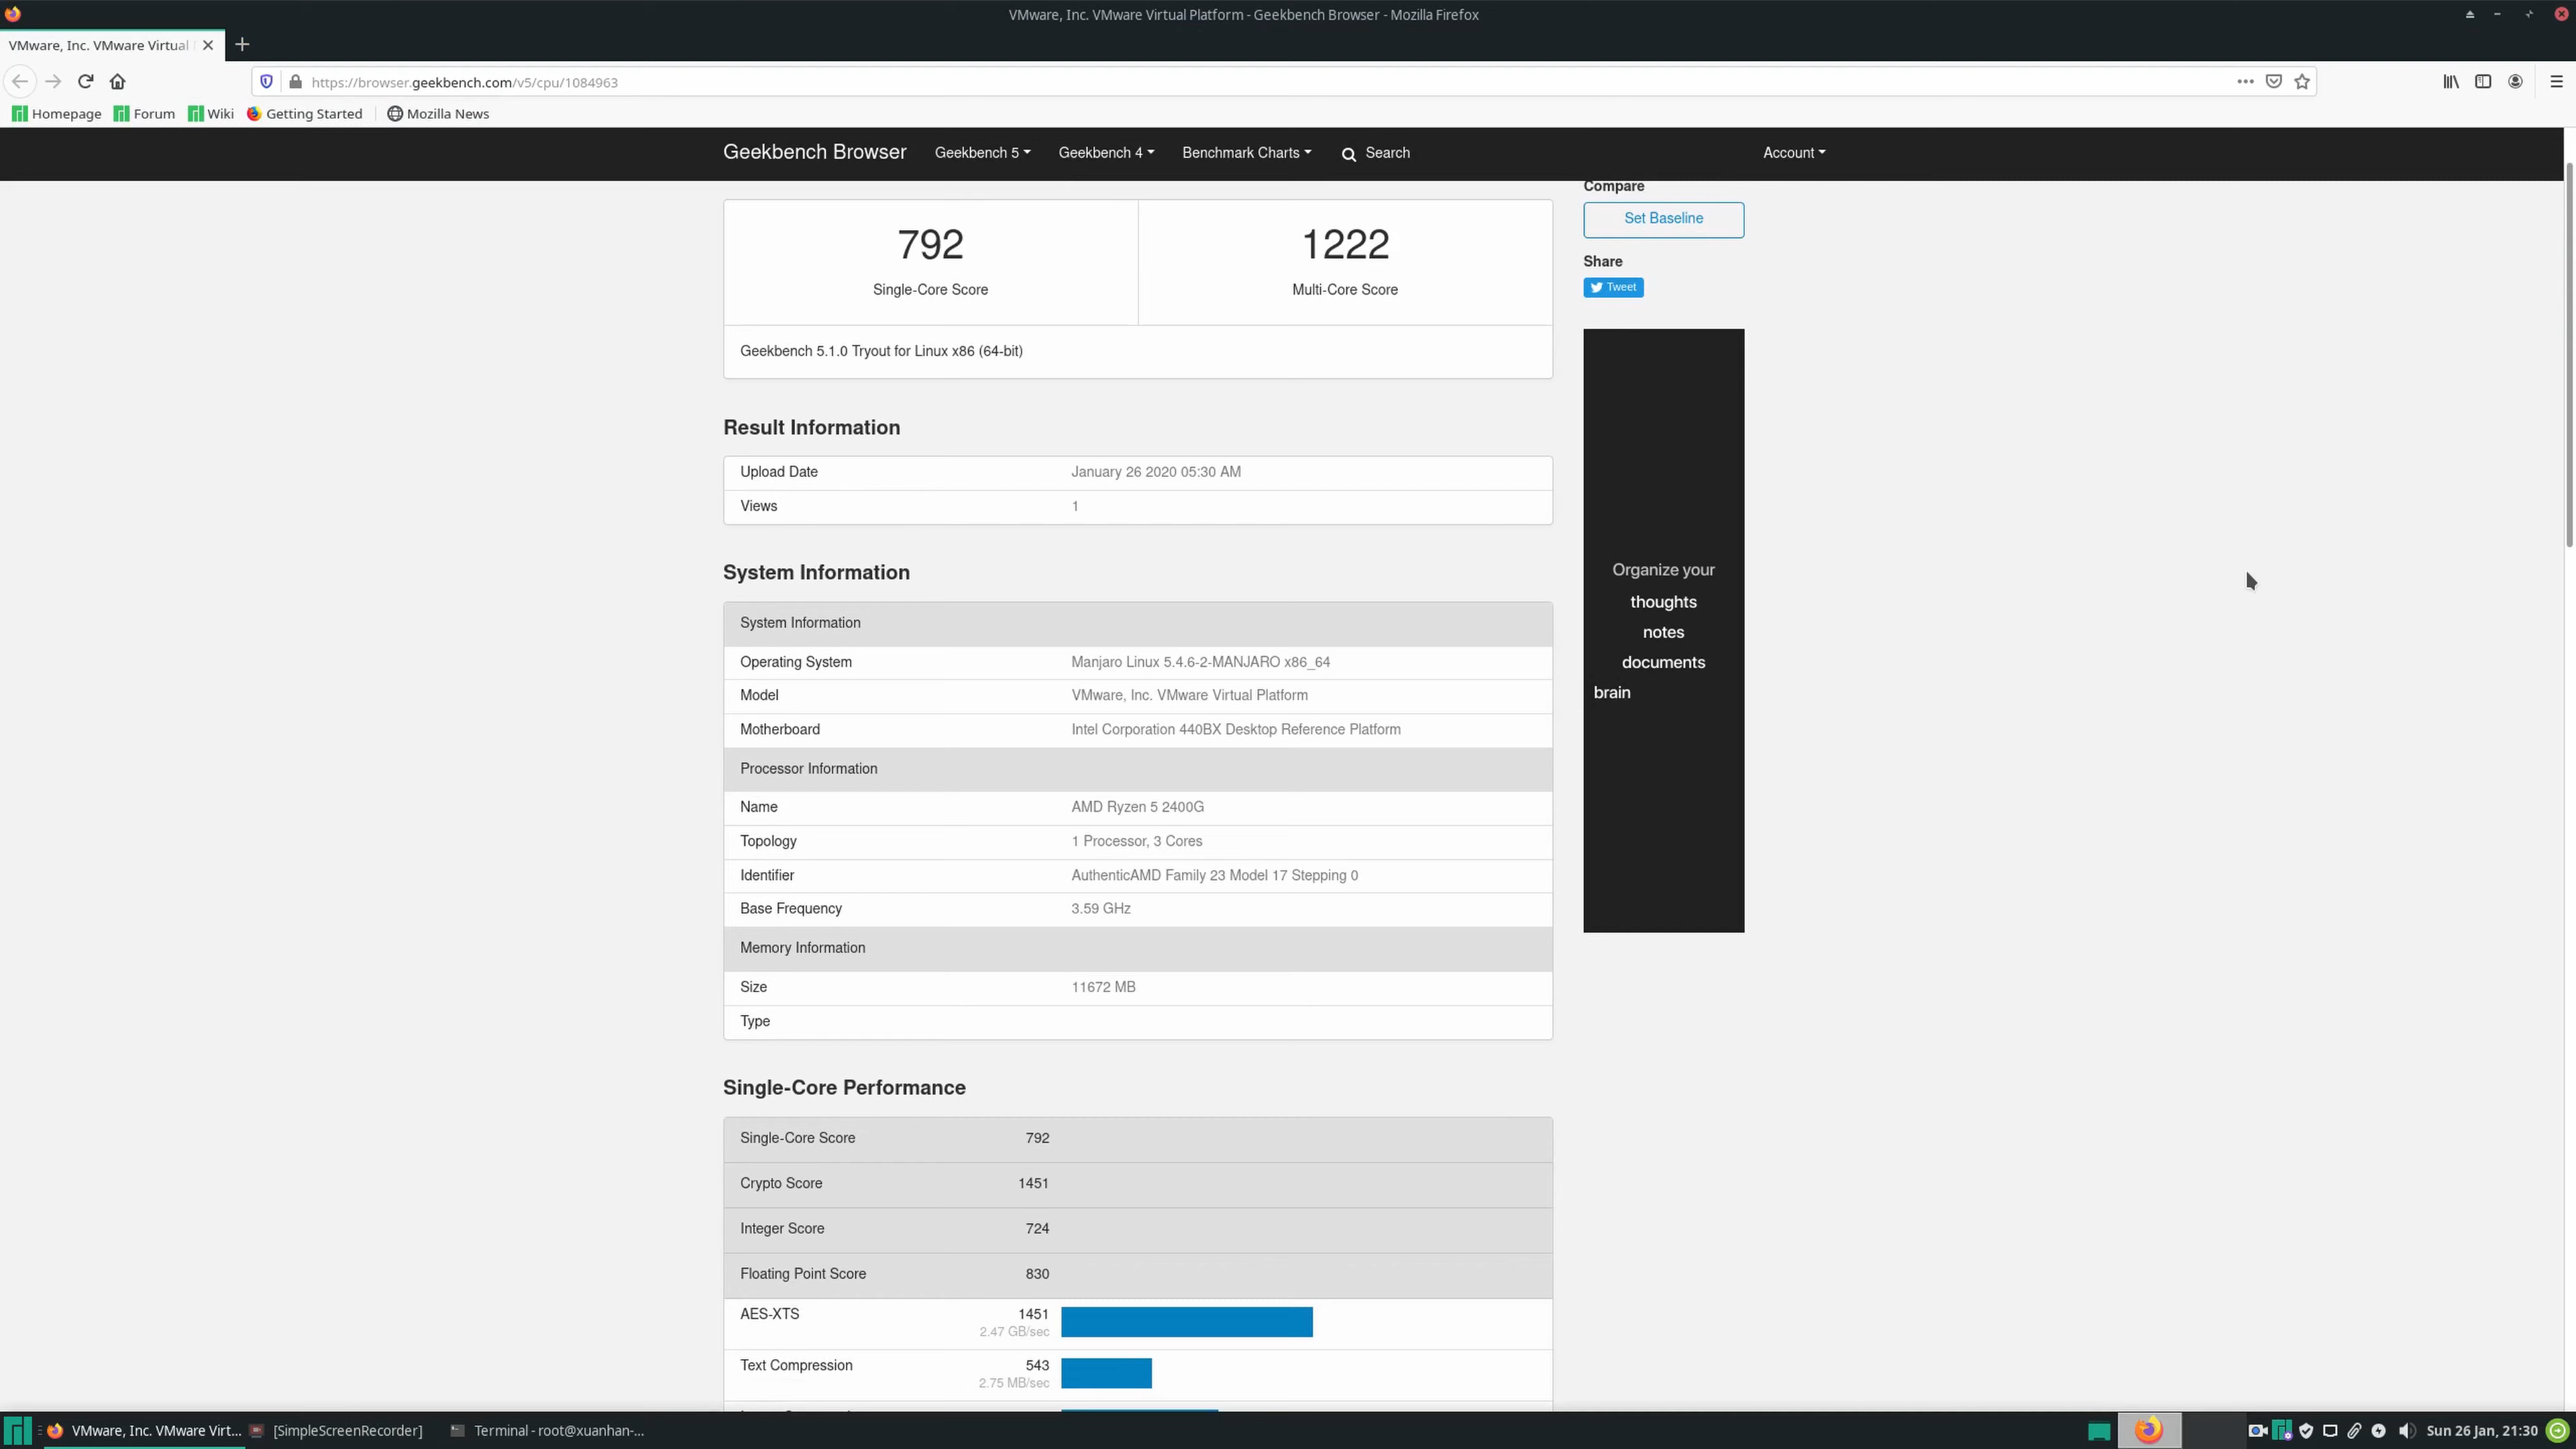 VMware, Inc. VMware Virtual Platform - Geekbench Browser - Mozilla Firefox
VMware, Inc. VMware Virtual
https://browser.geekbench.com/v5/cpu/1084963
Homepage Forum Wiki Getting Started Mozilla News
Geekbench Browser Geekbench 5 Geekbench 4 Benchmark Charts Search Account
Compare
Set Baseline
Share
Tweet
792 1222
Single-Core Score Multi-Core Score
Geekbench 5.1.0 Tryout for Linux x86 (64-bit)
Result Information
Upload Date January 26 2020 05:30 AM
Views 1
System Information
System Information
Operating System Manjaro Linux 5.4.6-2-MANJARO x86_64
Model VMware, Inc. VMware Virtual Platform
Motherboard Intel Corporation 440BX Desktop Reference Platform
Processor Information
Name AMD Ryzen 5 2400G
Topology 1 Processor, 3 Cores
Identifier AuthenticAMD Family 23 Model 17 Stepping 0
Base Frequency 3.59 GHz
Memory Information
Size 11672 MB
Type
Organize your
thoughts
notes
documents
brain
Single-Core Performance
Single-Core Score 792
Crypto Score 1451
Integer Score 724
Floating Point Score 830
AES-XTS 1451
2.47 GB/sec
Text Compression 543
2.75 MB/sec
VMware, Inc. VMware Virt... [SimpleScreenRecorder] Terminal - root@xuanhan-... Sun 26 Jan, 21:30